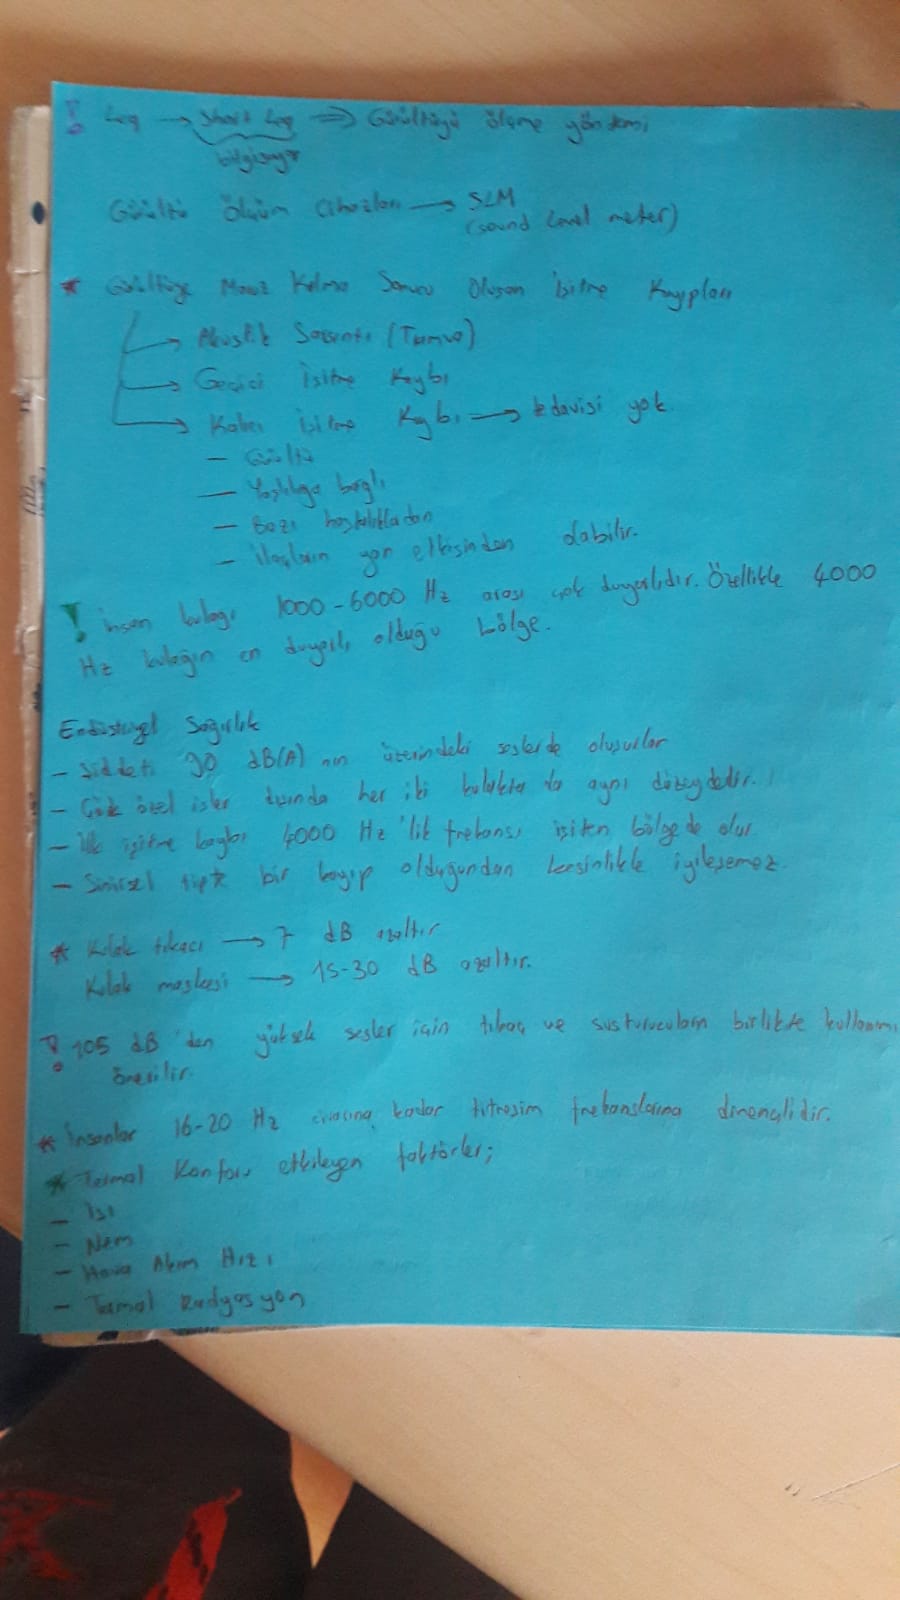 ! Leq → short Leq ⇒ Gürültüyü ölçme yöntemi
bilgisayar
Gürültü Ölçüm Cihazları → SLM
(sound level meter)
* Gürültüye Maruz Kalma Sonucu Oluşan İşitme Kayıpları
→ Akustik Sarsıntı (Travma)
→ Geçici İşitme Kaybı
→ Kalıcı İşitme Kaybı → tedavisi yok
- Gürültü
- Yaşlılığa bağlı
- Bazı hastalıklardan
- ilaçların yan etkisinden olabilir.
! insan kulağı 1000-6000 Hz arası çok duyarlıdır. Özellikle 4000
Hz kulağın en duyarlı olduğu bölge.
Endüstriyel Sağırlık
- Şiddeti 90 dB(A) nın üzerindeki seslerde oluşurlar
- Çok özel işler dışında her iki kulakta da aynı düzeydedir.
- İlk işitme kaybı 4000 Hz'lik frekansı işiten bölgede olur
- Sinirsel tipte bir kayıp olduğundan kesinlikle iyileşemez.
* Kulak tıkacı → 7 dB azaltır
Kulak maskesi → 15-30 dB azaltır.
! 105 dB'den yüksek sesler için tıkaç ve susturucuların birlikte kullanımı
önerilir.
* İnsanlar 16-20 Hz civarına kadar titreşim frekanslarına dirençlidir.
* Termal Konforu etkileyen faktörler;
- Isı
- Nem
- Hava Akım Hızı
- Termal Radyasyon